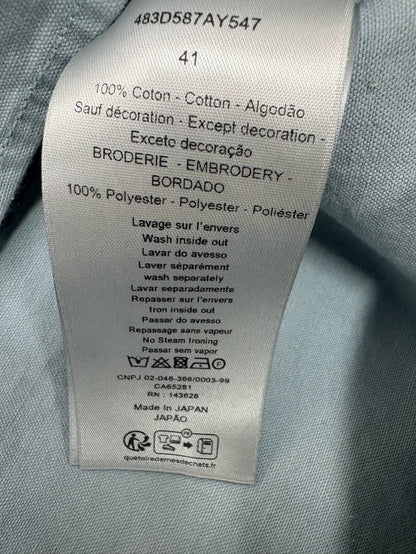 483D587AY547
41
100% Coton - Cotton - Algodão
Sauf décoration - Except decoration -
Exceto decoração
BRODERIE - EMBRODERY -
BORDADO
100% Polyester - Polyester - Poliéster
Lavage sur l'envers
Wash inside out
Lavar do avesso
Laver séparément
wash separately
Lavar separadamente
Repasser sur l'envers
Iron inside out
Passar do avesso
Repassage sans vapeur
No Steam Ironing
Passar sem vapor
CNPJ 02-046-366/0003-99
CA65281
RN : 143628
Made In JAPAN
JAPÃO
FR
quefairedemesdechets.fr